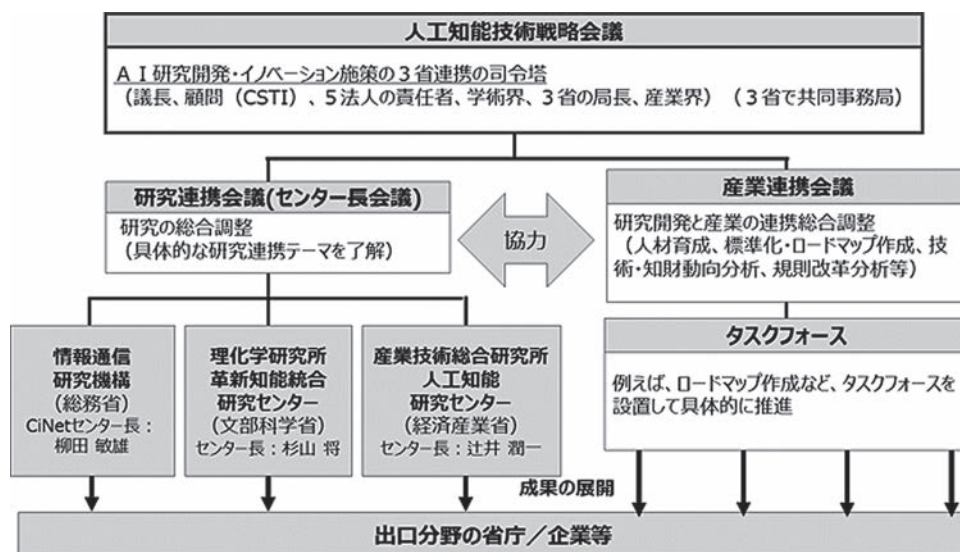 人工知能技術戦略会議
AI研究開発・イノベーション施策の3省連携の司令塔
(議長、顧問(CSTI)、5法人の責任者、学術界、3省の局長、産業界)(3省で共同事務局)
研究連携会議(センター長会議)
研究の総合調整
(具体的な研究連携テーマを了解)
協力
産業連携会議
研究開発と産業の連携総合調整
(人材育成、標準化・ロードマップ作成、技
術・知財動向分析、規則改革分析等)
情報通信
研究機構
(総務省)
CiNetセンター長:
柳田 敏雄
理化学研究所
革新知能統合
研究センター
(文部科学省)
センター長:杉山 将
産業技術総合研究所
人工知能
研究センター
(経済産業省)
センター長:辻井 潤一
タスクフォース
例えば、ロードマップ作成など、タスクフォースを
設置して具体的に推進
成果の展開
出口分野の省庁/企業等